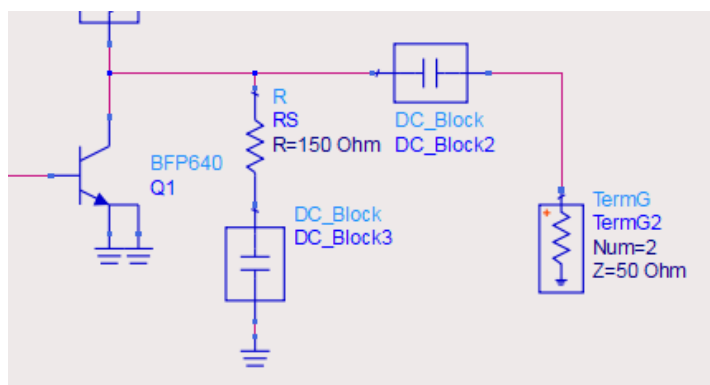 R
RS
R=150 Ohm
DC_Block
DC_Block2
BFP640
Q1
DC_Block
DC_Block3
TermG
TermG2
Num=2
Z=50 Ohm